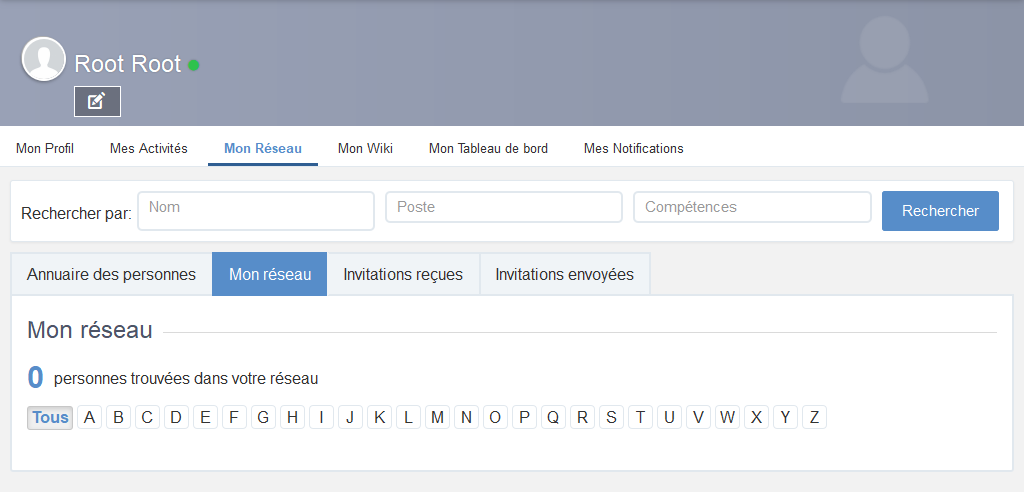 Root Root
Mon Profil Mes Activités Mon Réseau Mon Wiki Mon Tableau de bord Mes Notifications
Rechercher par: Nom Poste Compétences Rechercher
Annuaire des personnes Mon réseau Invitations reçues Invitations envoyées
Mon réseau
0 personnes trouvées dans votre réseau
Tous A B C D E F G H I J K L M N O P Q R S T U V W X Y Z